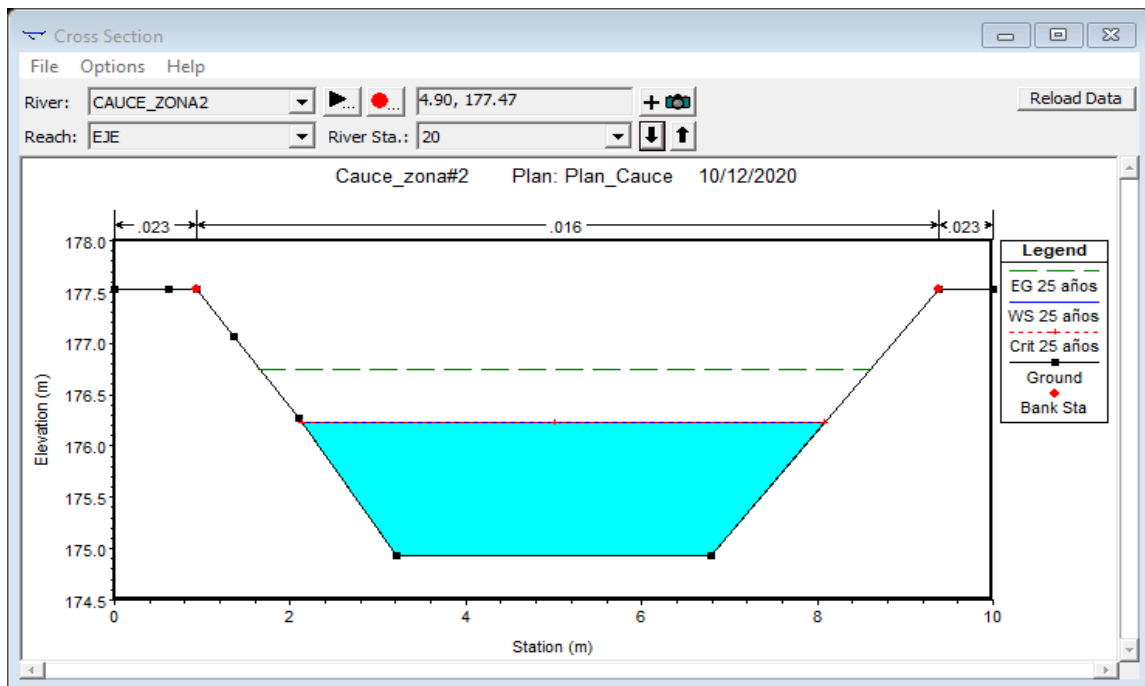 Cross Section
File Options Help
River: CAUCE_ZONA2 ... ... 4.90, 177.47 + Reload Data
Reach: EJE River Sta.: 20
Cauce_zona#2 Plan: Plan_Cauce 10/12/2020
.023 .016 .023
178.0
177.5
177.0
176.5
176.0
175.5
175.0
174.5
Elevation (m)
0 2 4 6 8 10
Station (m)
Legend
EG 25 años
WS 25 años
Crit 25 años
Ground
Bank Sta